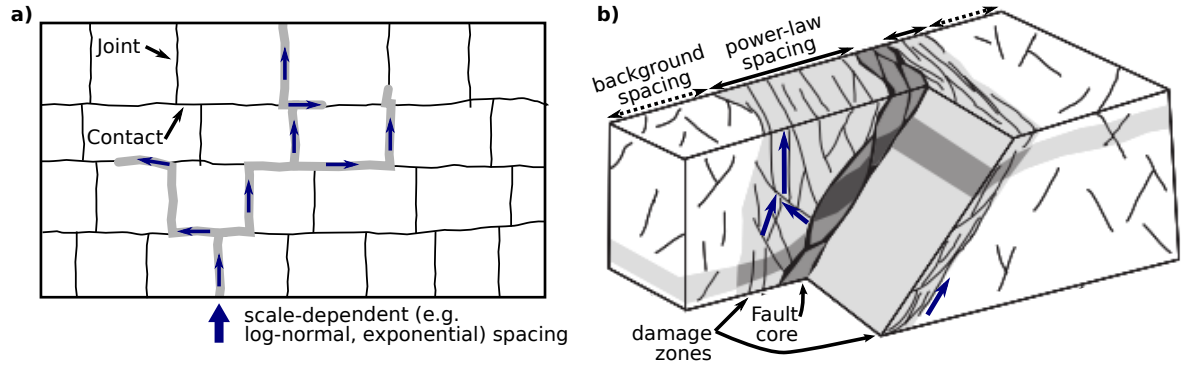 a)
Joint
Contact
scale-dependent (e.g.
log-normal, exponential) spacing
b)
background
spacing
power-law
spacing
damage
zones
Fault
core